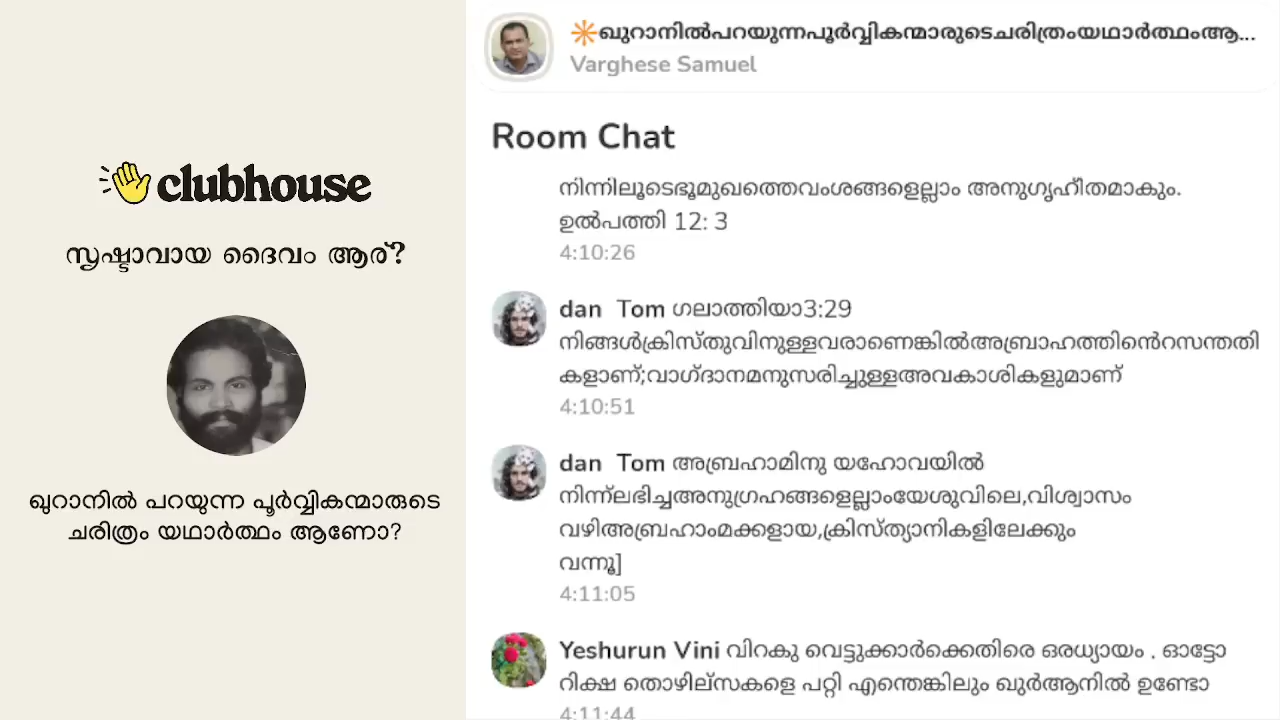 clubhouse
സൃഷ്ടാവായ ദൈവം ആര്?
ഖുറാനിൽ പറയുന്ന പൂർവ്വികന്മാരുടെ
ചരിത്രം യഥാർത്ഥം ആണോ?
ഖുറാനിൽപറയുന്നപൂർവ്വികന്മാരുടെചരിത്രംയഥാർത്ഥംആ...
Varghese Samuel
Room Chat
നിന്നിലൂടെഭൂമുഖത്തെവംശങ്ങളെല്ലാം അനുഗൃഹീതമാകും.
ഉൽപത്തി 12: 3
4:10:26
dan Tom ഗലാത്തിയാ3:29
നിങ്ങൾക്രിസ്തുവിനുള്ളവരാണെങ്കിൽഅബ്രാഹത്തിൻെറസന്തതി
കളാണ്;വാഗ്ദാനമനുസരിച്ചുള്ളഅവകാശികളുമാണ്
4:10:51
dan Tom അബ്രഹാമിനു യഹോവയിൽ
നിന്ന്ലഭിച്ചഅനുഗ്രഹങ്ങളെല്ലാംയേശുവിലെ,വിശ്വാസം
വഴിഅബ്രഹാംമക്കളായ,ക്രിസ്ത്യാനികളിലേക്കും
വന്നൂ]
4:11:05
Yeshurun Vini വിറകു വെട്ടുക്കാർക്കെതിരെ ഒരധ്യായം . ഓട്ടോ
റിക്ഷ തൊഴില്സകളെ പറ്റി എന്തെങ്കിലും ഖുർആനിൽ ഉണ്ടോ
4:11:44